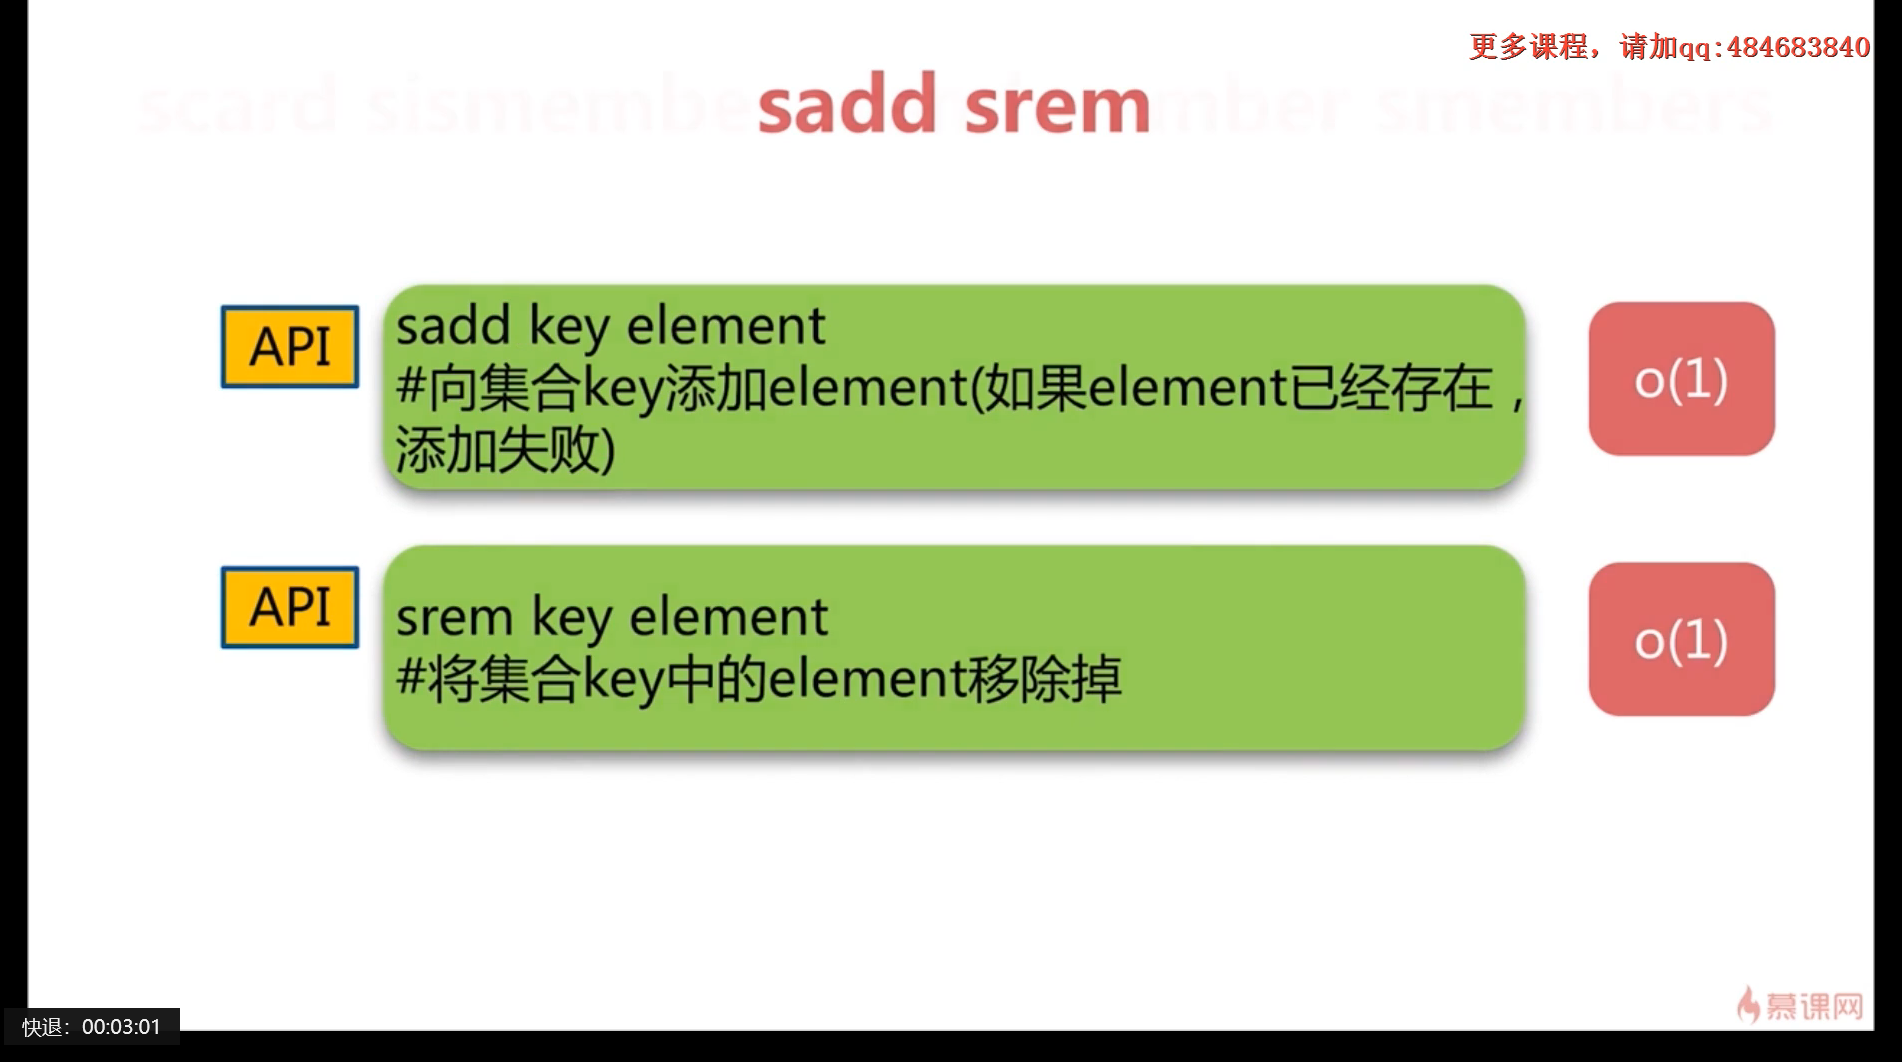 更多课程，请加qq:484683840
sadd srem
API
sadd key element
#向集合key添加element(如果element已经存在，
添加失败)
o(1)
API
srem key element
#将集合key中的element移除掉
o(1)
慕课网
快退：00:03:01